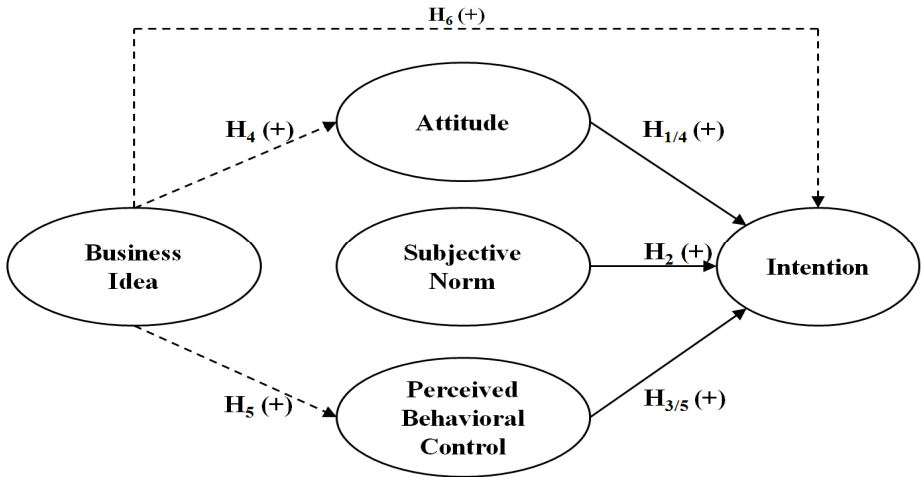 H6 (+)
Attitude
H4 (+)
H1/4 (+)
Business
Idea
Subjective
Norm
H2 (+)
Intention
H5 (+)
Perceived
Behavioral
Control
H3/5 (+)